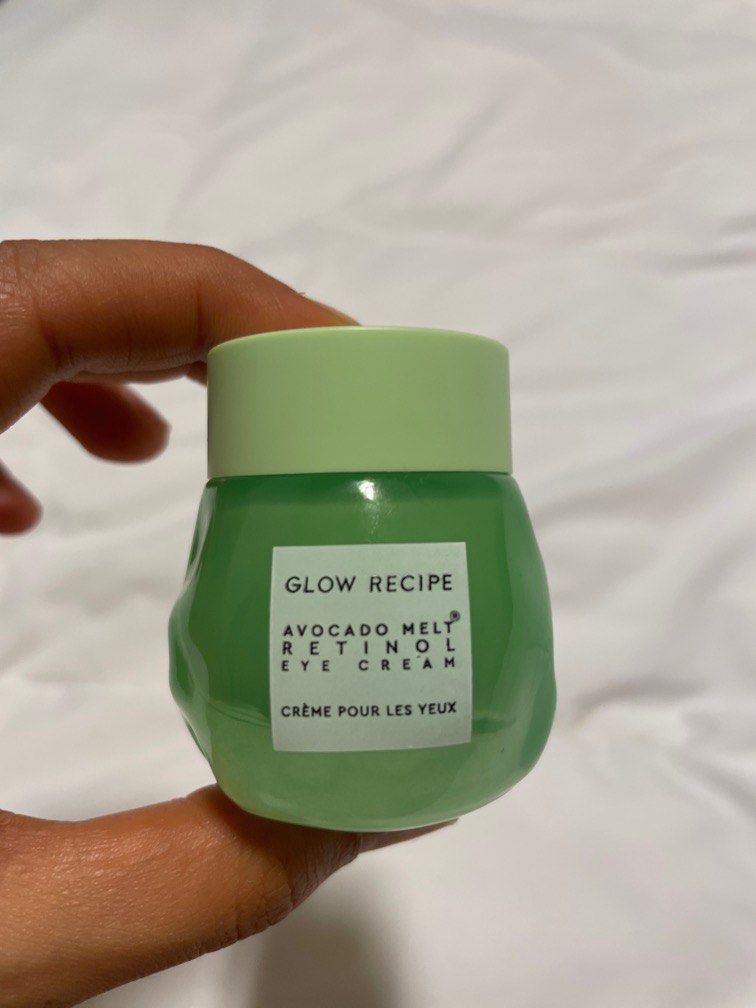 GLOW RECIPE
AVOCADO MELT®
RETINOL
EYE CREAM
CRÈME POUR LES YEUX